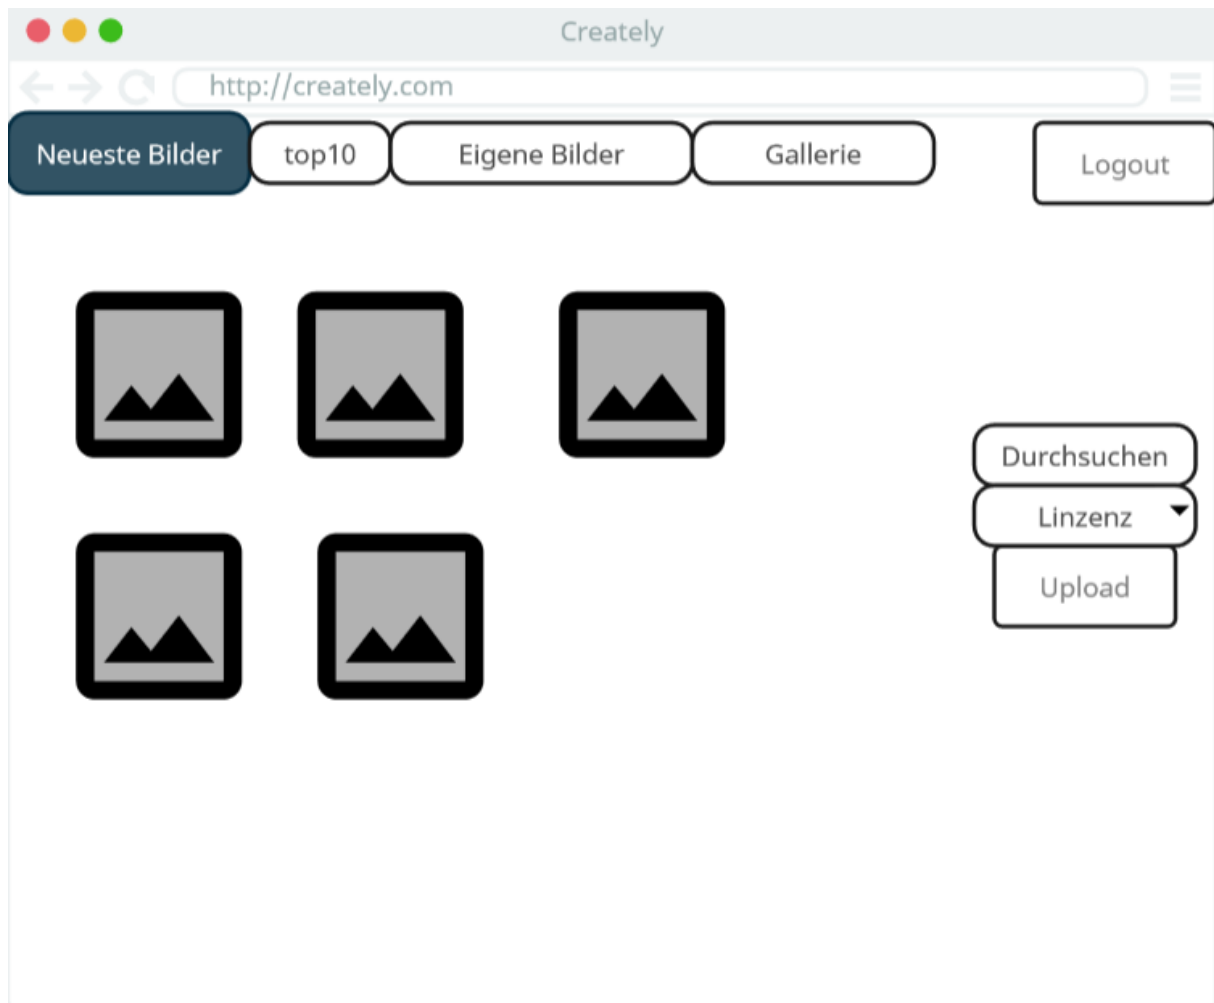 Creately
http://creately.com
Neueste Bilder
top10
Eigene Bilder
Gallerie
Logout
Durchsuchen
Linzenz
Upload